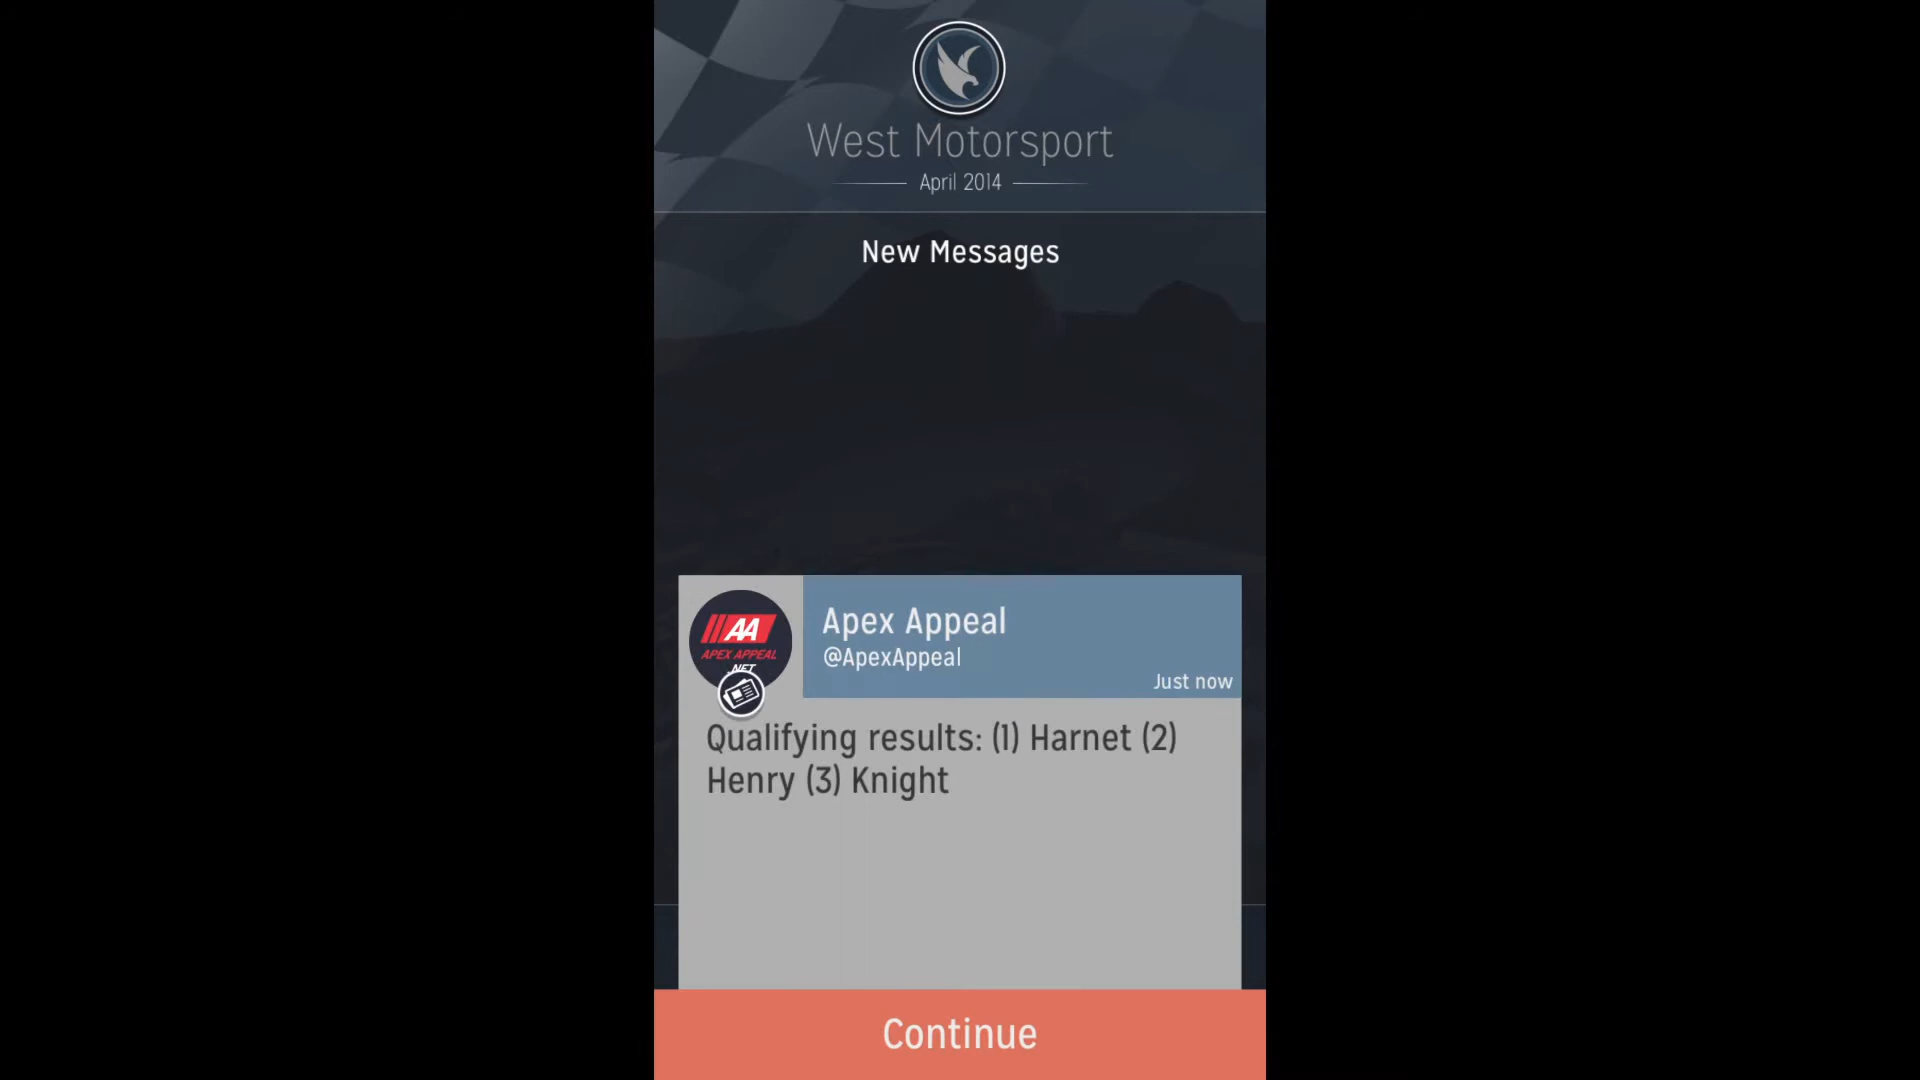 West Motorsport
April 2014
New Messages
AA
APEX APPEAL
.NET
Apex Appeal
@ApexAppeal
Just now
Qualifying results: (1) Harnet (2)
Henry (3) Knight
Continue